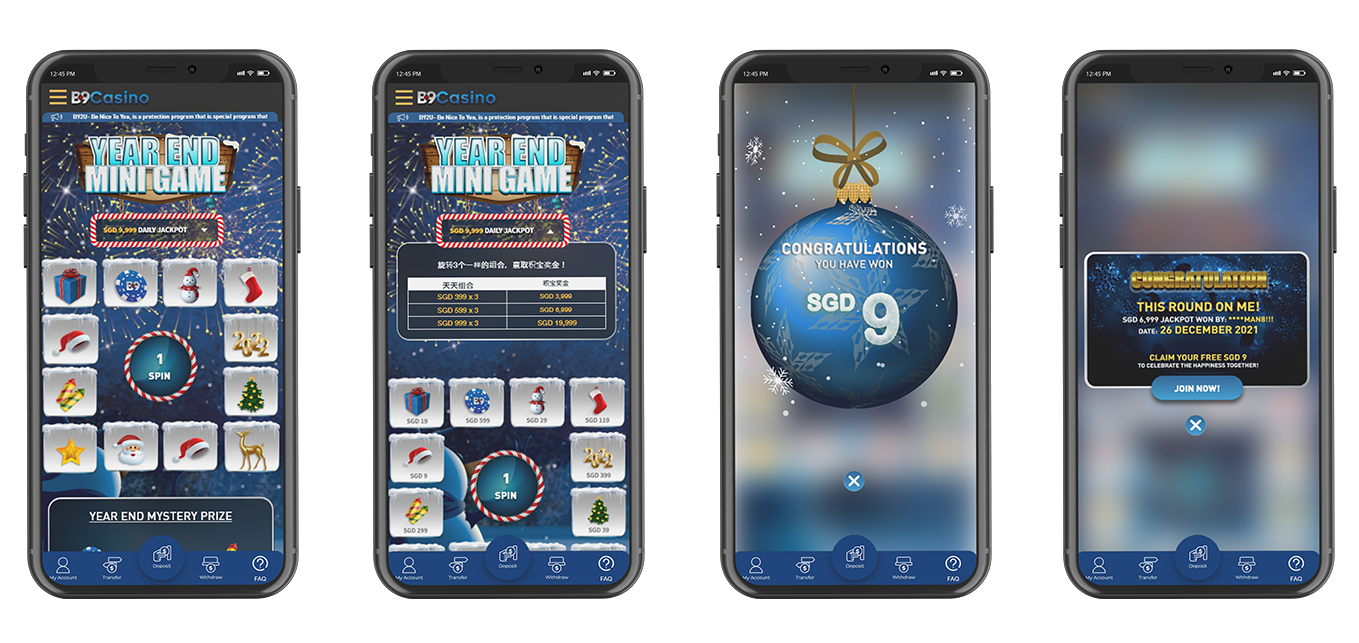 12:45 PM
B9Casino
B92U- Be Nice To You, is a protection program that is special program that
YEAR END
MINI GAME
SGD 9,999 DAILY JACKPOT
B9
2022
1
SPIN
YEAR END MYSTERY PRIZE
My Account
Transfer
Deposit
Withdraw
FAQ
12:45 PM
B9Casino
B92U- Be Nice To You, is a protection program that is special program that
YEAR END
MINI GAME
SGD 9,999 DAILY JACKPOT
旋转3个一样的组合，赢取积宝奖金！
天天组合 积宝奖金
SGD 399 x 3 SGD 3,999
SGD 599 x 3 SGD 6,999
SGD 999 x 3 SGD 19,999
B9
SGD 19 SGD 599 SGD 29 SGD 119
2022
SGD 9 SGD 399
1
SPIN
SGD 299 SGD 39
My Account
Transfer
Deposit
Withdraw
FAQ
12:45 PM
CONGRATULATIONS
YOU HAVE WON
SGD 9
My Account
Transfer
Deposit
Withdraw
FAQ
12:45 PM
CONGRATULATION
THIS ROUND ON ME!
SGD 6,999 JACKPOT WON BY: ****MAN8!!!
DATE: 26 DECEMBER 2021
CLAIM YOUR FREE SGD 9
TO CELEBRATE THE HAPPINESS TOGETHER!
JOIN NOW!
My Account
Transfer
Deposit
Withdraw
FAQ